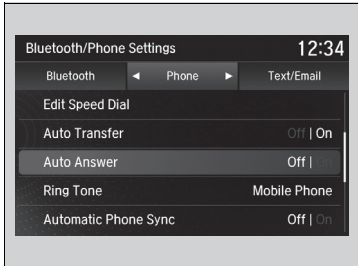 Bluetooth/Phone Settings 12:34
Bluetooth ◄ Phone ► Text/Email
Edit Speed Dial
Auto Transfer Off | On
Auto Answer Off | On
Ring Tone Mobile Phone
Automatic Phone Sync Off | On